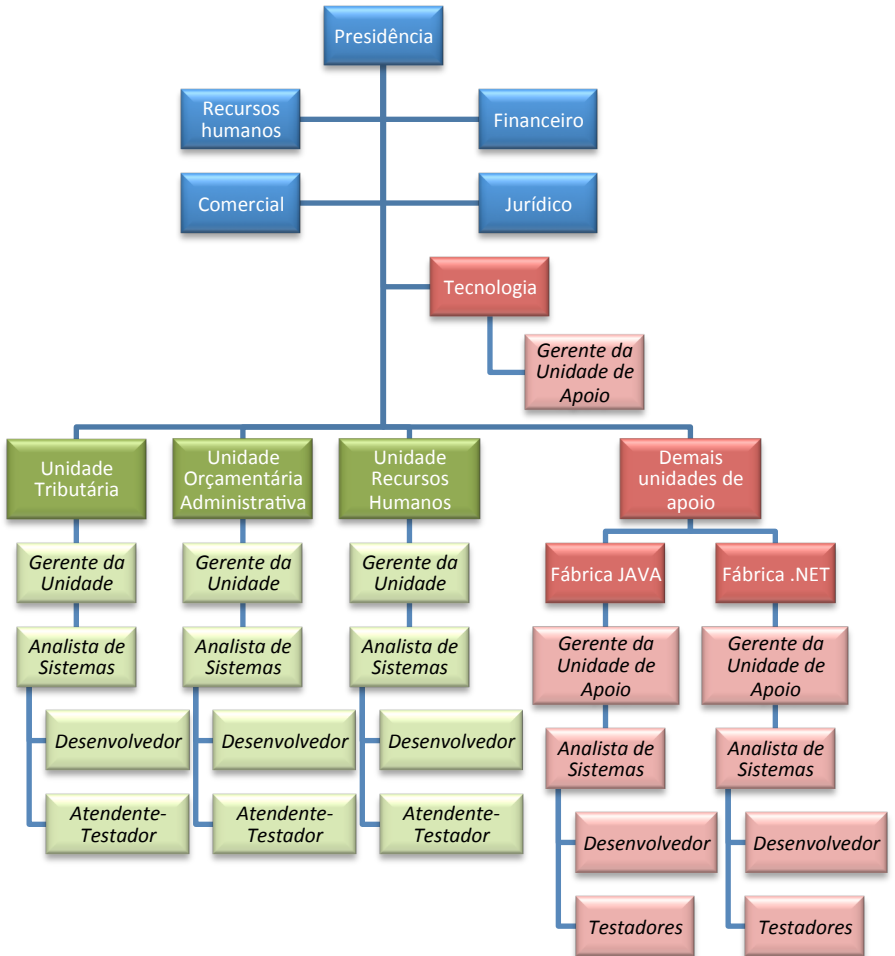 Presidência
Recursos
humanos
Financeiro
Comercial
Jurídico
Tecnologia
Gerente da
Unidade de
Apoio
Unidade
Tributária
Unidade
Orçamentária
Administrativa
Unidade
Recursos
Humanos
Demais
unidades de
apoio
Gerente da
Unidade
Gerente da
Unidade
Gerente da
Unidade
Fábrica JAVA
Fábrica .NET
Analista de
Sistemas
Analista de
Sistemas
Analista de
Sistemas
Gerente da
Unidade de
Apoio
Gerente da
Unidade de
Apoio
Desenvolvedor
Desenvolvedor
Desenvolvedor
Analista de
Sistemas
Analista de
Sistemas
Atendente-
Testador
Atendente-
Testador
Atendente-
Testador
Desenvolvedor
Desenvolvedor
Testadores
Testadores